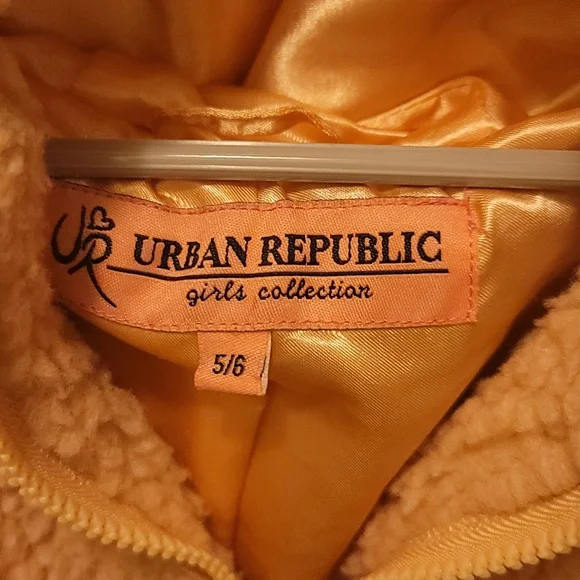 UR
URBAN REPUBLIC
girls collection
5/6